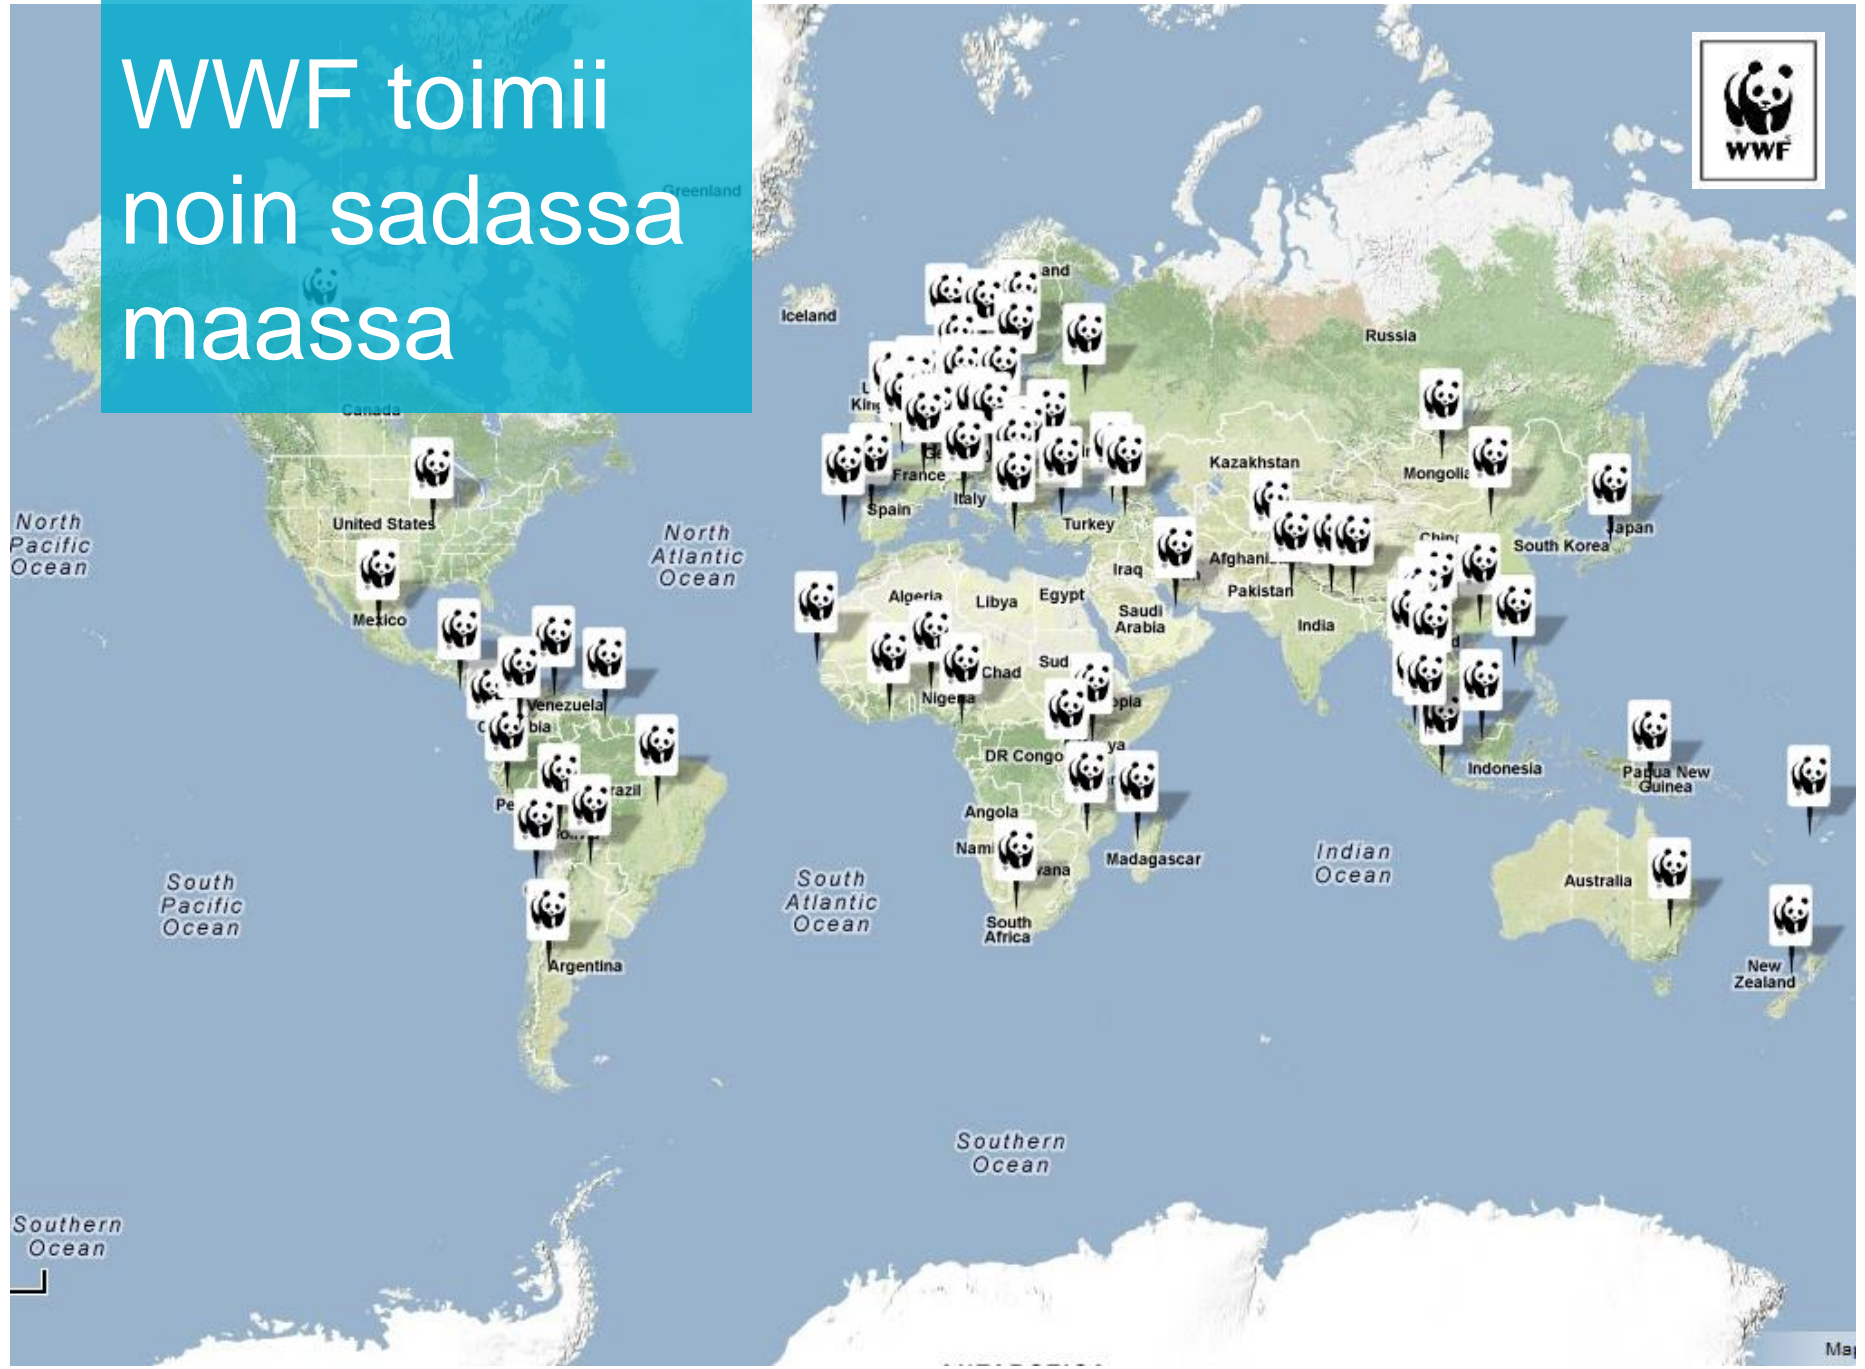 WWF toimii
noin sadassa
maassa
WWF
Greenland
Iceland
Russia
Canada
Kazakhstan
Mongolia
France
Italy
Spain
Turkey
United States
North
Pacific
Ocean
North
Atlantic
Ocean
Japan
South Korea
Iraq
Pakistan
Algeria
Libya
Egypt
Saudi
Arabia
India
Mexico
Chad
Venezuela
DR Congo
Indonesia
Papua New
Guinea
Angola
Madagascar
Indian
Ocean
Australia
South
Pacific
Ocean
South
Atlantic
Ocean
South
Africa
Argentina
New
Zealand
Southern
Ocean
Southern
Ocean